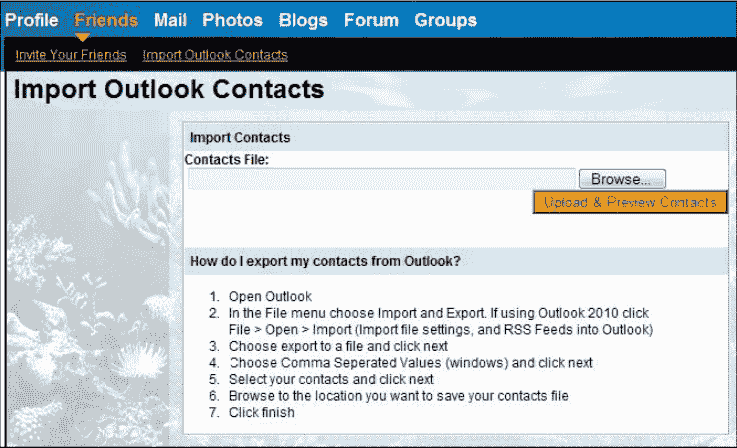 Profile Friends Mail Photos Blogs Forum Groups
Invite Your Friends Import Outlook Contacts
Import Outlook Contacts
Import Contacts
Contacts File:
Browse...
Upload & Preview Contacts
How do I export my contacts from Outlook?
1. Open Outlook
2. In the File menu choose Import and Export. If using Outlook 2010 click
File > Open > Import (Import file settings, and RSS Feeds into Outlook)
3. Choose export to a file and click next
4. Choose Comma Seperated Values (windows) and click next
5. Select your contacts and click next
6. Browse to the location you want to save your contacts file
7. Click finish